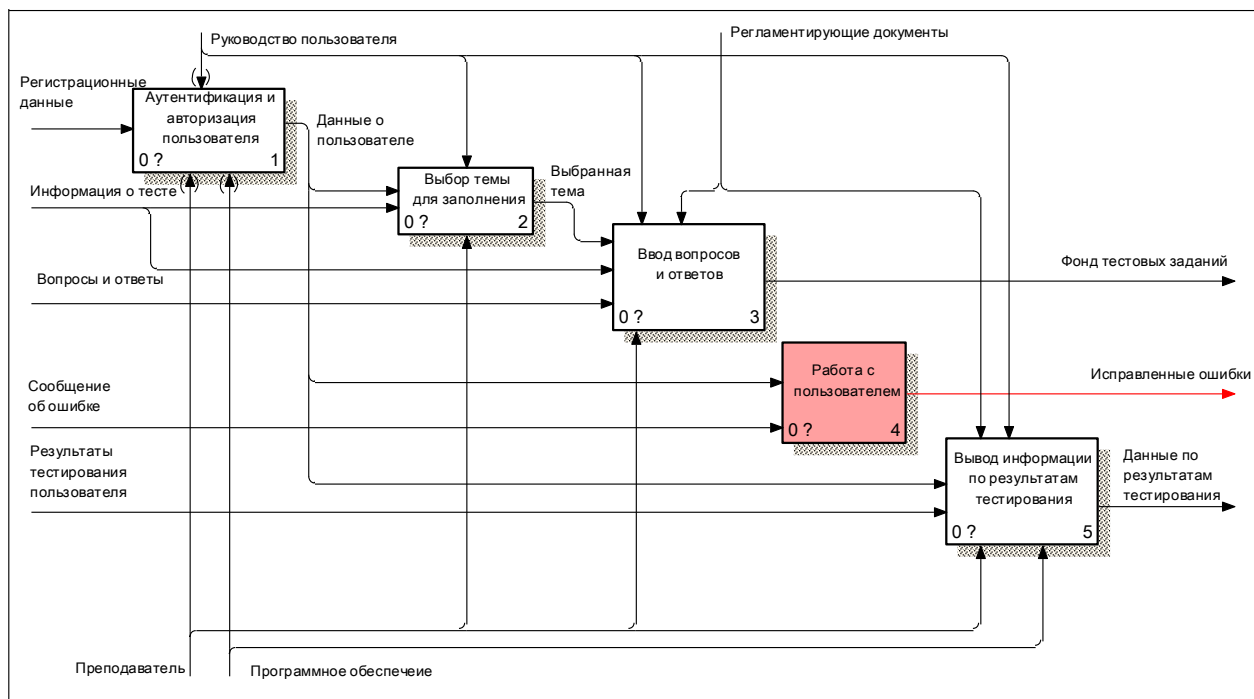 Руководство пользователя
Регламентирующие документы
Регистрационные
данные
Аутентификация и
авторизация
пользователя
0 ? 1
Данные о
пользователе
Информация о тесте
Выбор темы
для заполнения
0 ? 2
Выбранная
тема
Вопросы и ответы
Ввод вопросов
и ответов
0 ? 3
Фонд тестовых заданий
Сообщение
об ошибке
Работа с
пользователем
0 ? 4
Исправленные ошибки
Результаты
тестирования
пользователя
Вывод информации
по результатам
тестирования
0 ? 5
Данные по
результатам
тестирования
Преподаватель
Программное обеспечеие